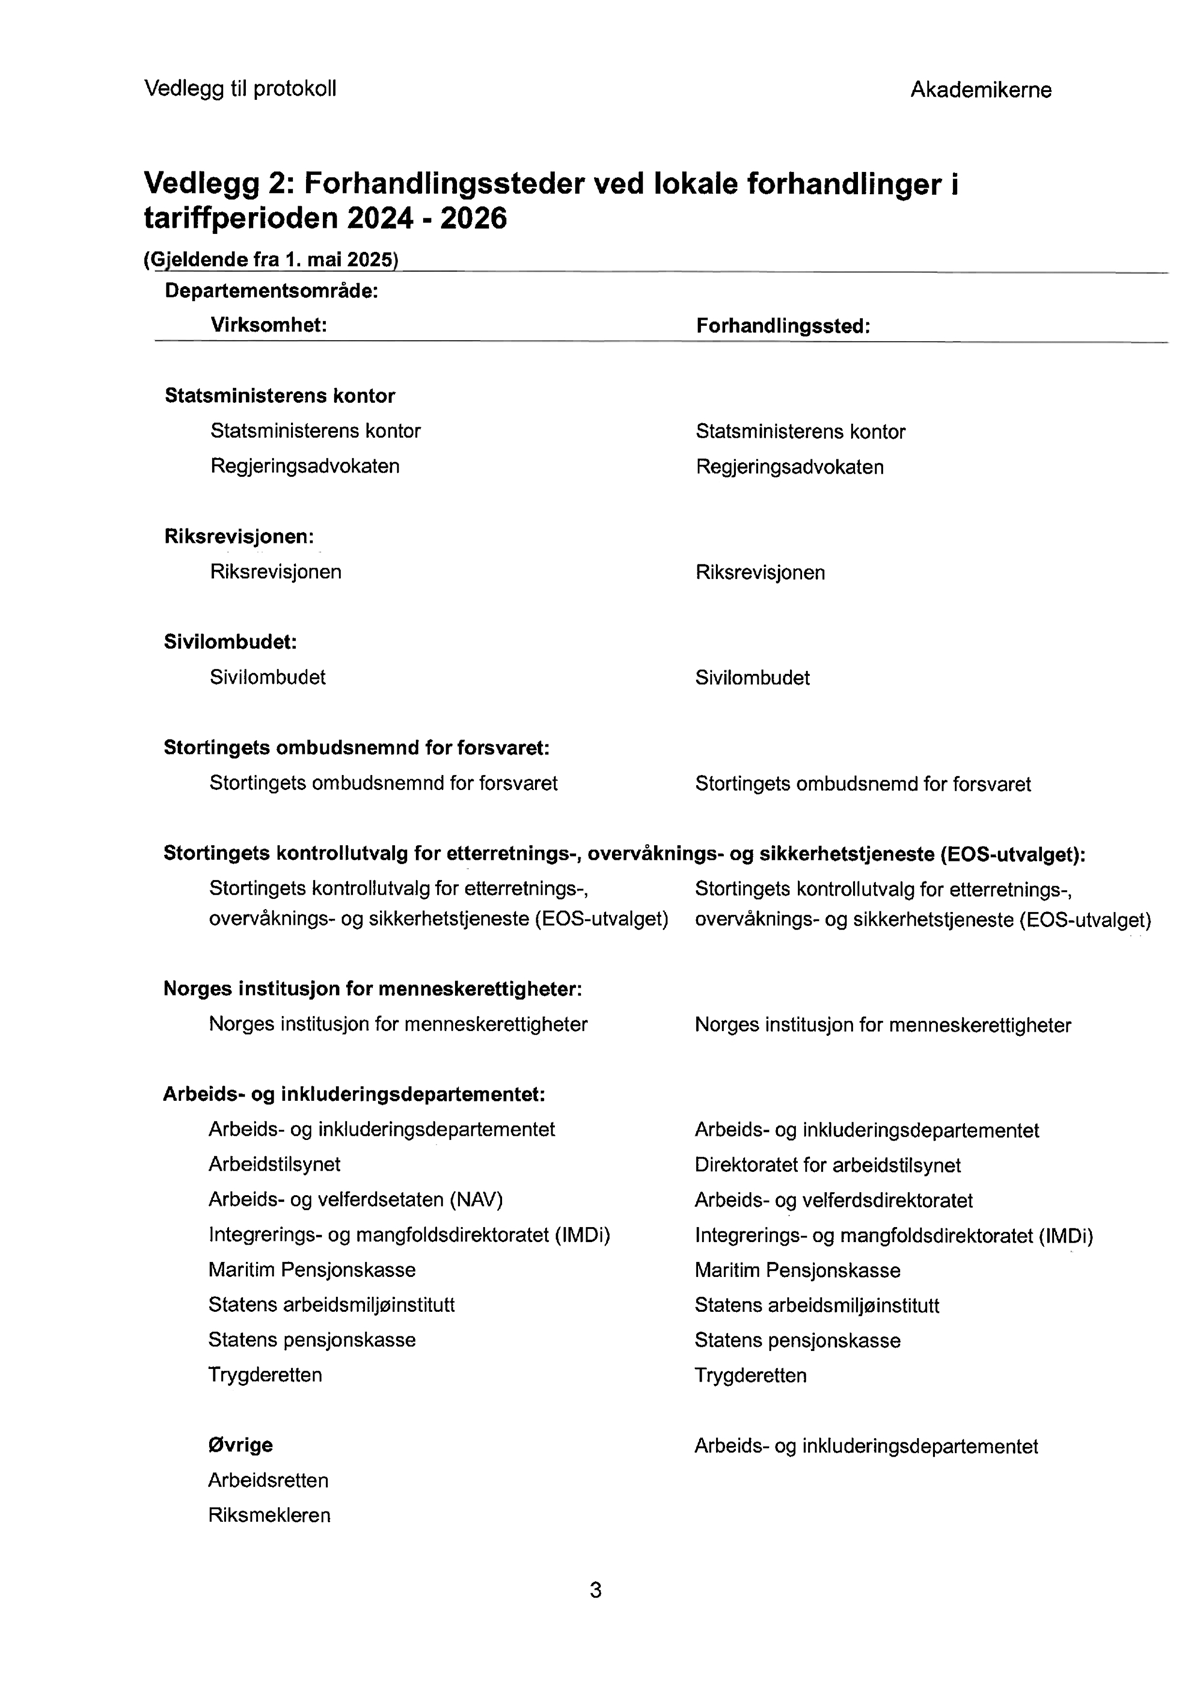 Vedlegg til protokoll Akademikerne
Vedlegg 2: Forhandlingssteder ved lokale forhandlinger i
tariffperioden 2024 - 2026
(Gjeldende fra 1. mai 2025)
Departementsområde:
Virksomhet: Forhandlingssted:
Statsministerens kontor
Statsministerens kontor Statsministerens kontor
Regjeringsadvokaten Regjeringsadvokaten
Riksrevisjonen:
Riksrevisjonen Riksrevisjonen
Sivilombudet:
Sivilombudet Sivilombudet
Stortingets ombudsnemnd for forsvaret:
Stortingets ombudsnemnd for forsvaret Stortingets ombudsnemd for forsvaret
Stortingets kontrollutvalg for etterretnings-, overvåknings- og sikkerhetstjeneste (EOS-utvalget):
Stortingets kontrollutvalg for etterretnings-, Stortingets kontrollutvalg for etterretnings-,
overvåknings- og sikkerhetstjeneste (EOS-utvalget) overvåknings- og sikkerhetstjeneste (EOS-utvalget)
Norges institusjon for menneskerettigheter:
Norges institusjon for menneskerettigheter Norges institusjon for menneskerettigheter
Arbeids- og inkluderingsdepartementet:
Arbeids- og inkluderingsdepartementet Arbeids- og inkluderingsdepartementet
Arbeidstilsynet Direktoratet for arbeidstilsynet
Arbeids- og velferdsetaten (NAV) Arbeids- og velferdsdirektoratet
Integrerings- og mangfoldsdirektoratet (IMDi) Integrerings- og mangfoldsdirektoratet (IMDi)
Maritim Pensjonskasse Maritim Pensjonskasse
Statens arbeidsmiljøinstitutt Statens arbeidsmiljøinstitutt
Statens pensjonskasse Statens pensjonskasse
Trygderetten Trygderetten
Øvrige Arbeids- og inkluderingsdepartementet
Arbeidsretten
Riksmekleren
3